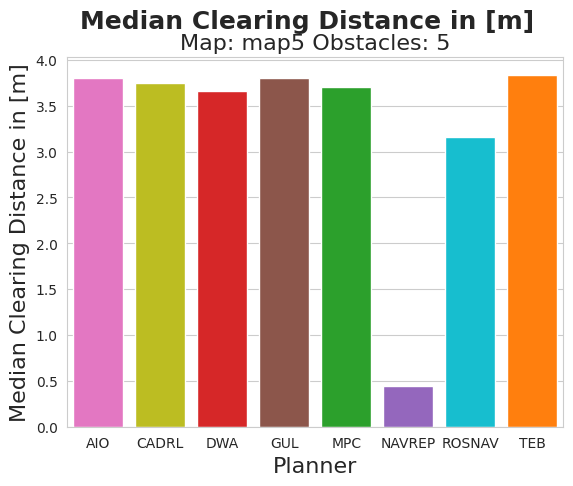 Median Clearing Distance in [m]
Map: map5 Obstacles: 5
Median Clearing Distance in [m]
4.0
3.5
3.0
2.5
2.0
1.5
1.0
0.5
0.0
AIO CADRL DWA GUL MPC NAVREP ROSNAV TEB
Planner